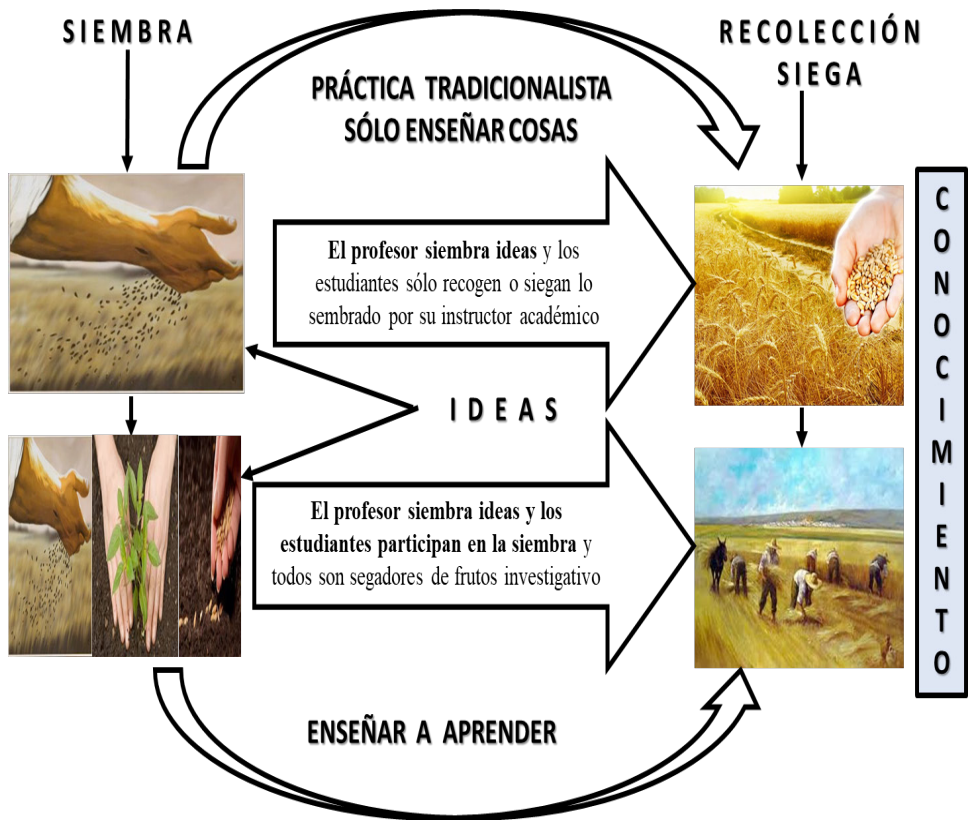 SIEMBRA
RECOLECCIÓN
SIEGA
PRÁCTICA TRADICIONALISTA
SÓLO ENSEÑAR COSAS
El profesor siembra ideas y los
estudiantes sólo recogen o siegan lo
sembrado por su instructor académico
IDEAS
El profesor siembra ideas y los
estudiantes participan en la siembra y
todos son segadores de frutos investigativo
ENSEÑAR A APRENDER
CONOCIMIENTO